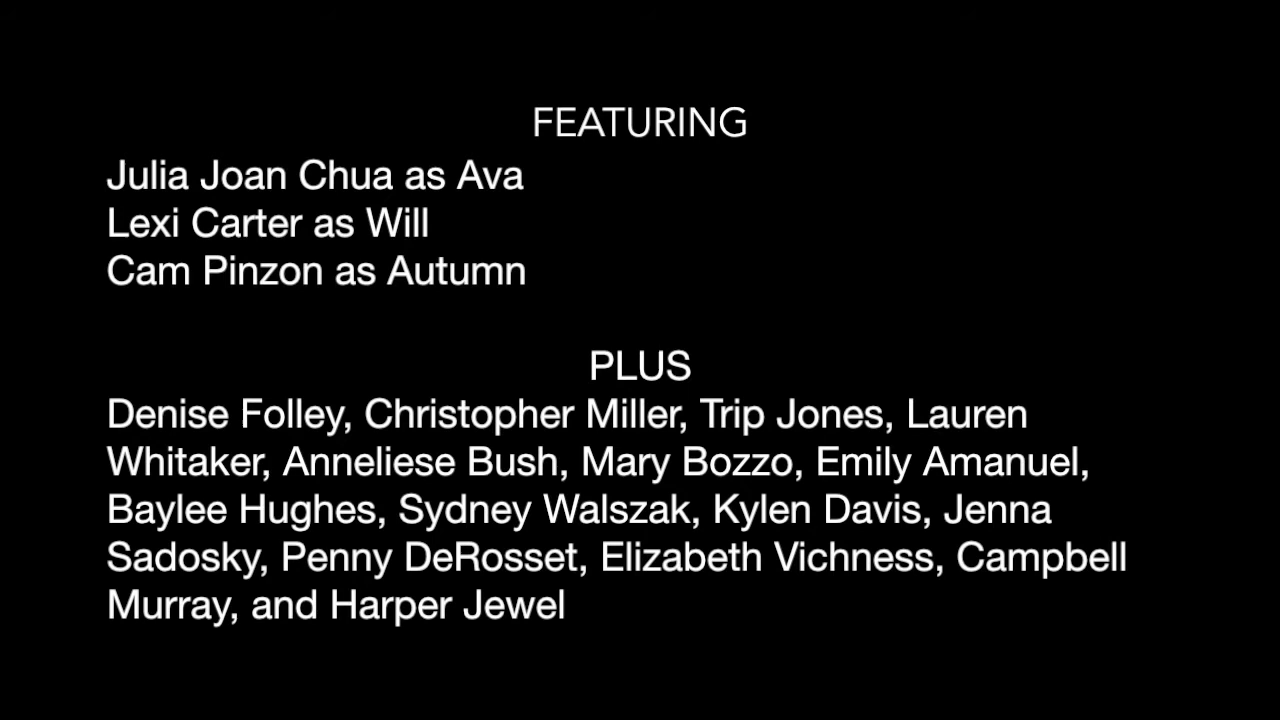 FEATURING
Julia Joan Chua as Ava
Lexi Carter as Will
Cam Pinzon as Autumn
PLUS
Denise Folley, Christopher Miller, Trip Jones, Lauren
Whitaker, Anneliese Bush, Mary Bozzo, Emily Amanuel,
Baylee Hughes, Sydney Walszak, Kylen Davis, Jenna
Sadosky, Penny DeRosset, Elizabeth Vichness, Campbell
Murray, and Harper Jewel